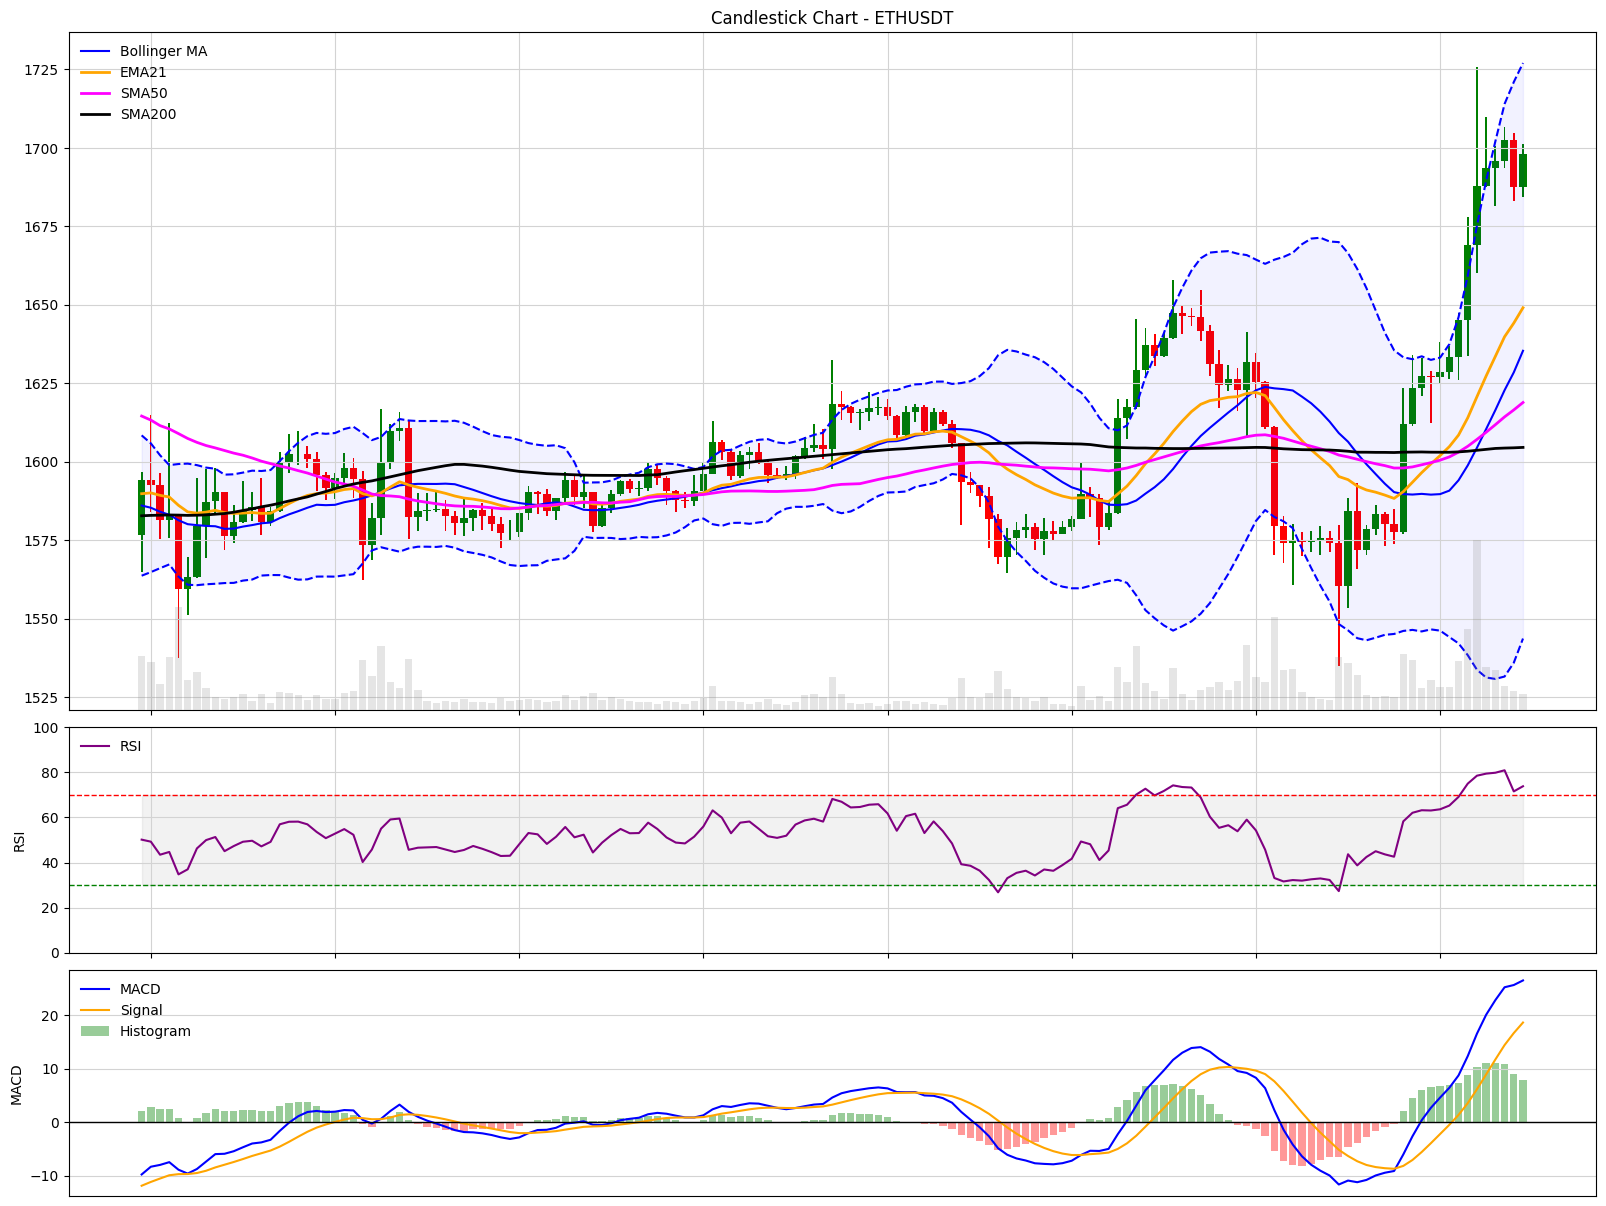 Candlestick Chart - ETHUSDT
Bollinger MA
EMA21
SMA50
SMA200
1725
1700
1675
1650
1625
1600
1575
1550
1525
RSI
100
80
60
40
20
0
RSI
MACD
Signal
Histogram
20
10
0
−10
MACD